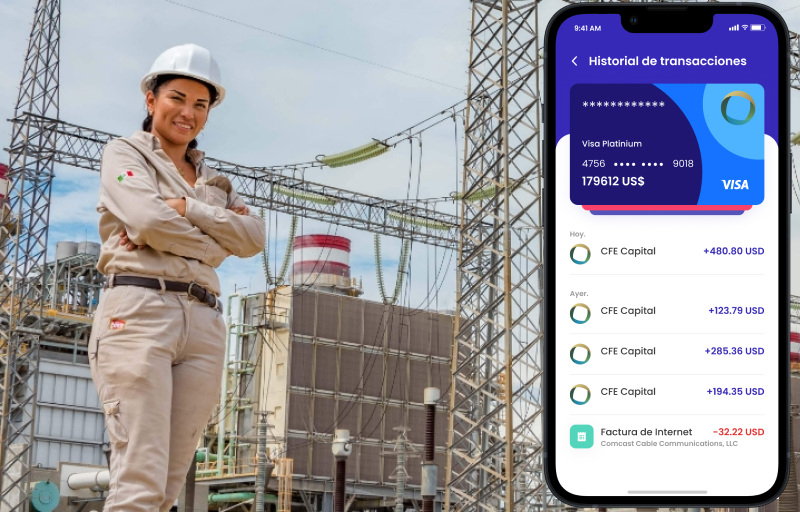 9:41 AM
Historial de transacciones
************
Visa Platinium
4756 •••• •••• 9018
179612 US$
VISA
Hoy.
CFE Capital +480.80 USD
Ayer.
CFE Capital +123.79 USD
CFE Capital +285.36 USD
CFE Capital +194.35 USD
Factura de Internet -32.22 USD
Comcast Cable Communications, LLC